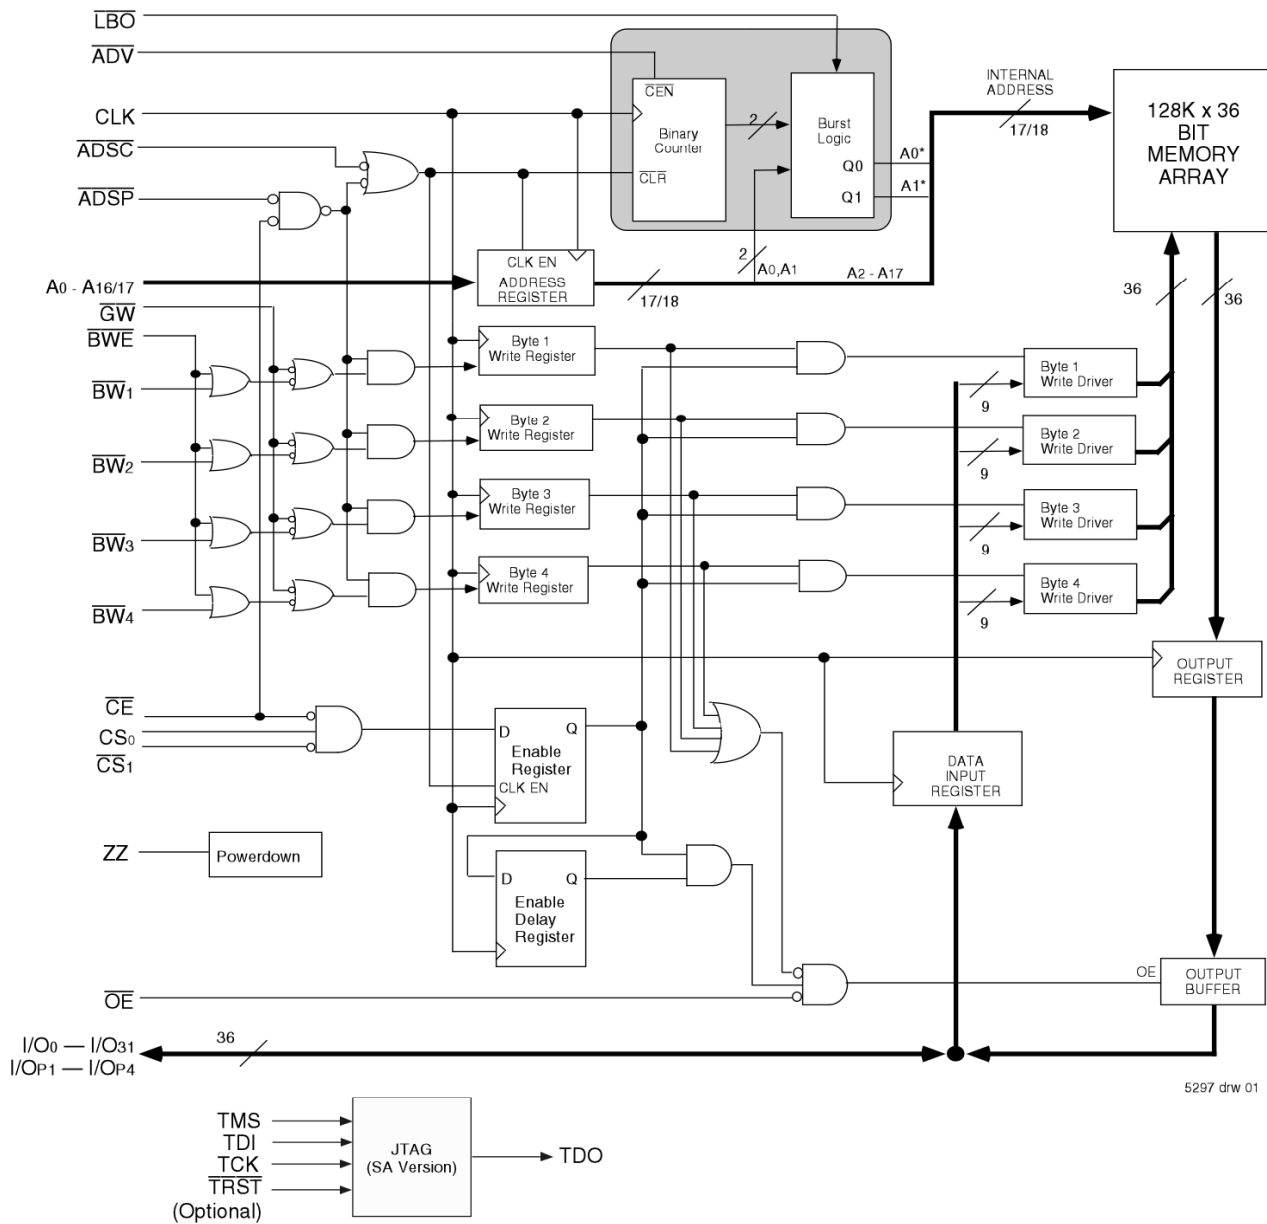 LBO
ADV
CLK
ADSC
ADSP
CEN
Binary
Counter
CLR
2
Burst
Logic
Q0
Q1
A0*
A1*
INTERNAL
ADDRESS
17/18
128K x 36
BIT
MEMORY
ARRAY
CLK EN
ADDRESS
REGISTER
17/18
2
A0,A1
A2 - A17
36
36
A0 - A16/17
GW
BWE
BW1
BW2
BW3
BW4
Byte 1
Write Register
Byte 2
Write Register
Byte 3
Write Register
Byte 4
Write Register
Byte 1
Write Driver
9
Byte 2
Write Driver
9
Byte 3
Write Driver
9
Byte 4
Write Driver
9
OUTPUT
REGISTER
CE
CS0
CS1
D Q
Enable
Register
CLK EN
DATA
INPUT
REGISTER
ZZ
Powerdown
D Q
Enable
Delay
Register
OE
OE
OUTPUT
BUFFER
I/O0 — I/O31
I/OP1 — I/OP4
36
5297 drw 01
TMS
TDI
TCK
TRST
(Optional)
JTAG
(SA Version)
TDO